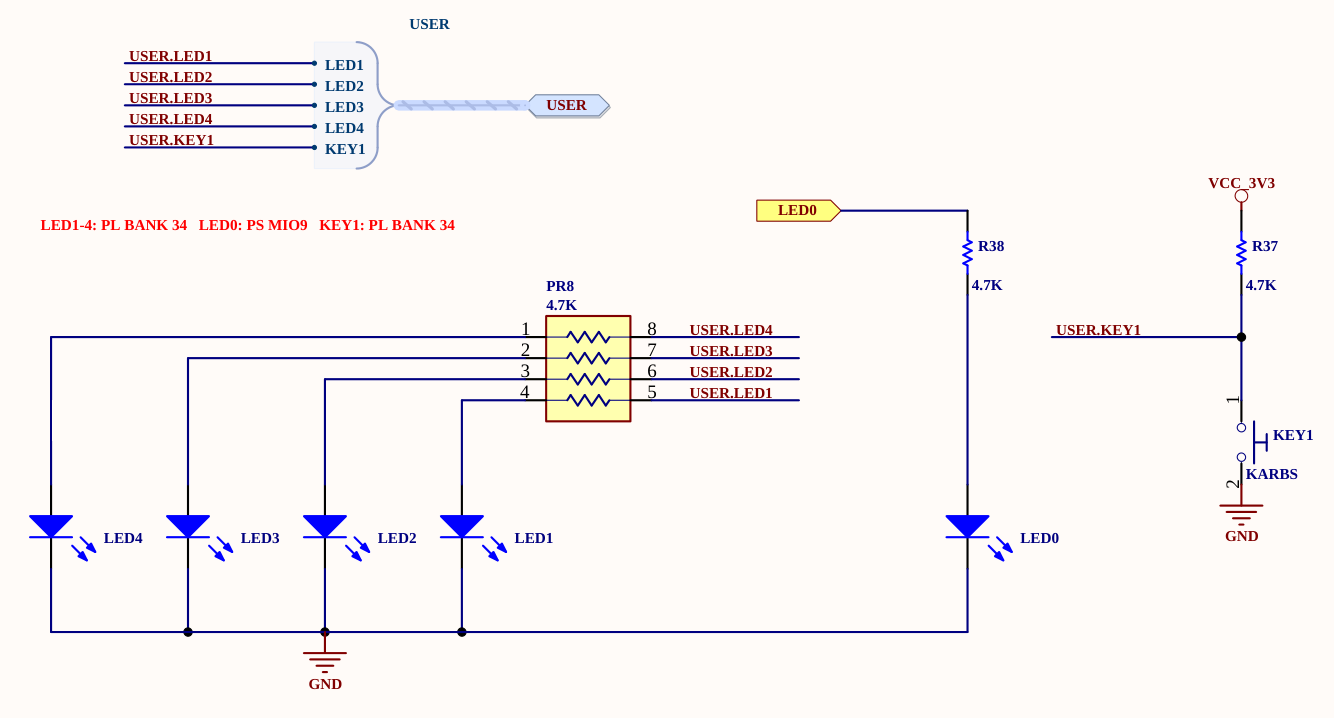 USER
USER.LED1
USER.LED2
USER.LED3
USER.LED4
USER.KEY1
LED1
LED2
LED3
LED4
KEY1
USER
LED1-4: PL BANK 34 LED0: PS MIO9 KEY1: PL BANK 34
LED0
R38
4.7K
VCC_3V3
R37
4.7K
PR8
4.7K
1 8 USER.LED4
2 7 USER.LED3
3 6 USER.LED2
4 5 USER.LED1
USER.KEY1
1
KEY1
KARBS
2
GND
LED4
LED3
LED2
LED1
LED0
GND